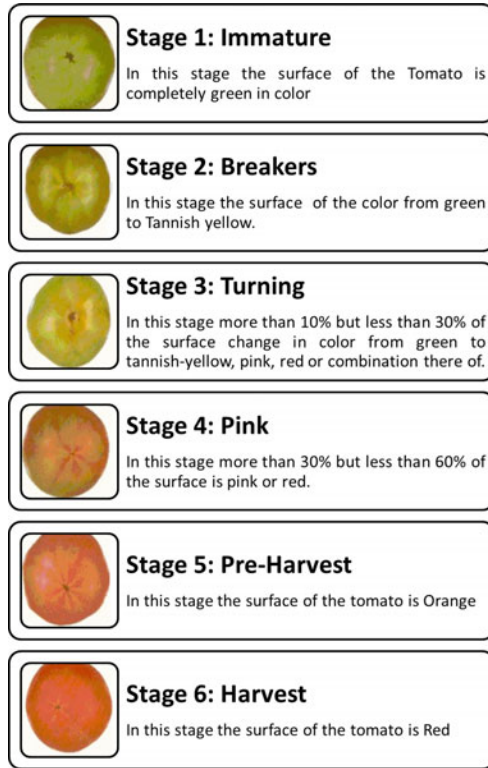 Stage 1: Immature
In this stage the surface of the Tomato is
completely green in color
Stage 2: Breakers
In this stage the surface of the color from green
to Tannish yellow.
Stage 3: Turning
In this stage more than 10% but less than 30% of
the surface change in color from green to
tannish-yellow, pink, red or combination there of.
Stage 4: Pink
In this stage more than 30% but less than 60% of
the surface is pink or red.
Stage 5: Pre-Harvest
In this stage the surface of the tomato is Orange
Stage 6: Harvest
In this stage the surface of the tomato is Red